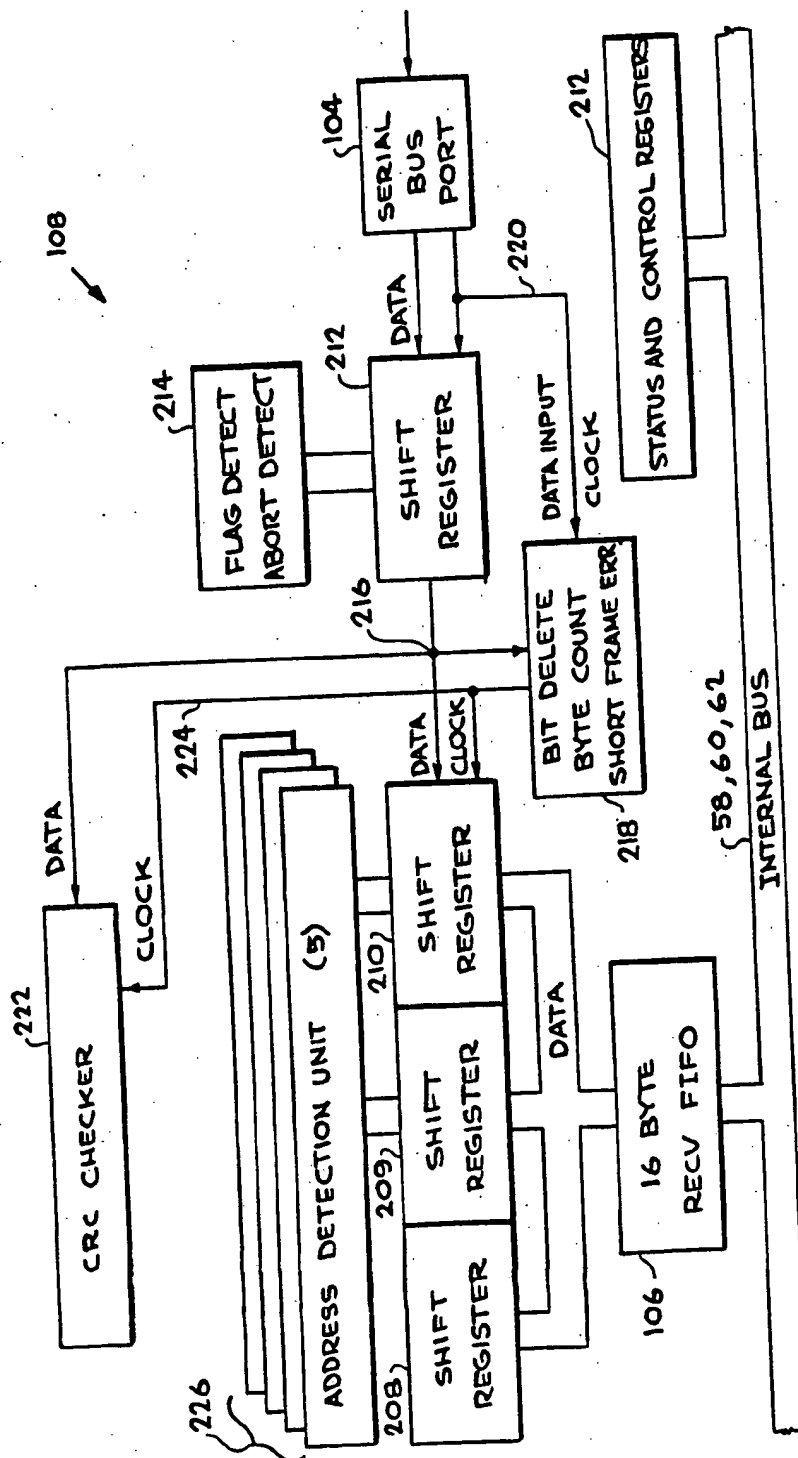 108
222
CRC CHECKER
DATA
CLOCK
224
226
ADDRESS DETECTION UNIT (5)
214
FLAG DETECT
ABORT DETECT
104
SERIAL
BUS
PORT
DATA
220
212
SHIFT
REGISTER
216
DATA
CLOCK
208
SHIFT
REGISTER
209
SHIFT
REGISTER
210
SHIFT
REGISTER
DATA
DATA INPUT
CLOCK
BIT DELETE
BYTE COUNT
SHORT FRAME ERR
218
106
16 BYTE
RECV FIFO
212
STATUS AND CONTROL REGISTERS
58, 60, 62
INTERNAL BUS